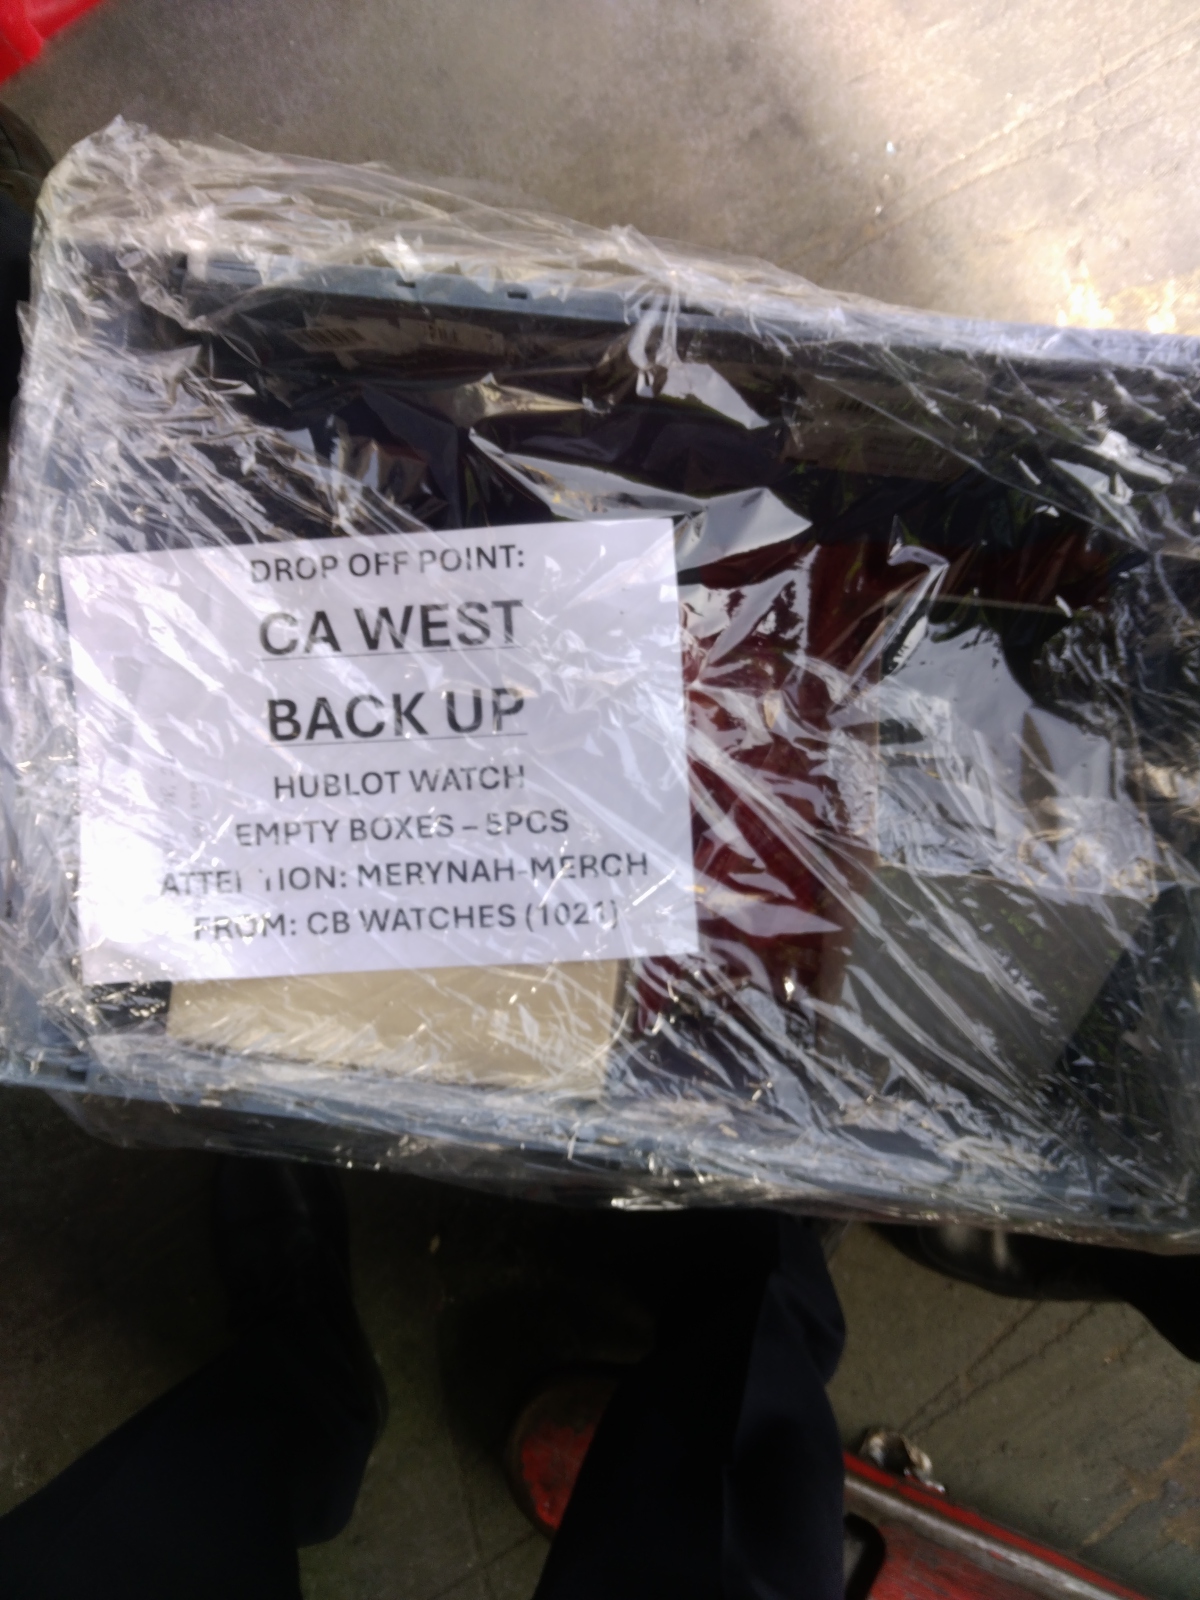 DROP OFF POINT:
CA WEST
BACK UP
HUBLOT WATCH
EMPTY BOXES – 5PCS
ATTENTION: MERYNAH-MERCH
FROM: CB WATCHES (1021)